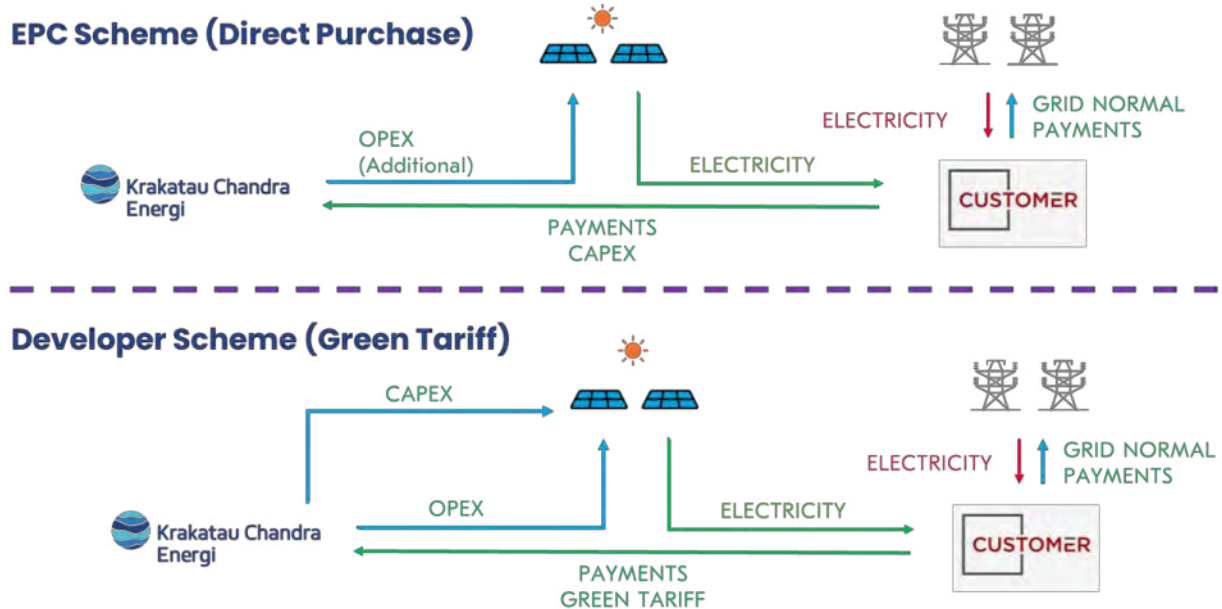 EPC Scheme (Direct Purchase)
ELECTRICITY
GRID NORMAL
PAYMENTS
OPEX
(Additional)
ELECTRICITY
Krakatau Chandra
Energi
CUSTOMER
PAYMENTS
CAPEX
Developer Scheme (Green Tariff)
CAPEX
ELECTRICITY
GRID NORMAL
PAYMENTS
OPEX
ELECTRICITY
Krakatau Chandra
Energi
CUSTOMER
PAYMENTS
GREEN TARIFF